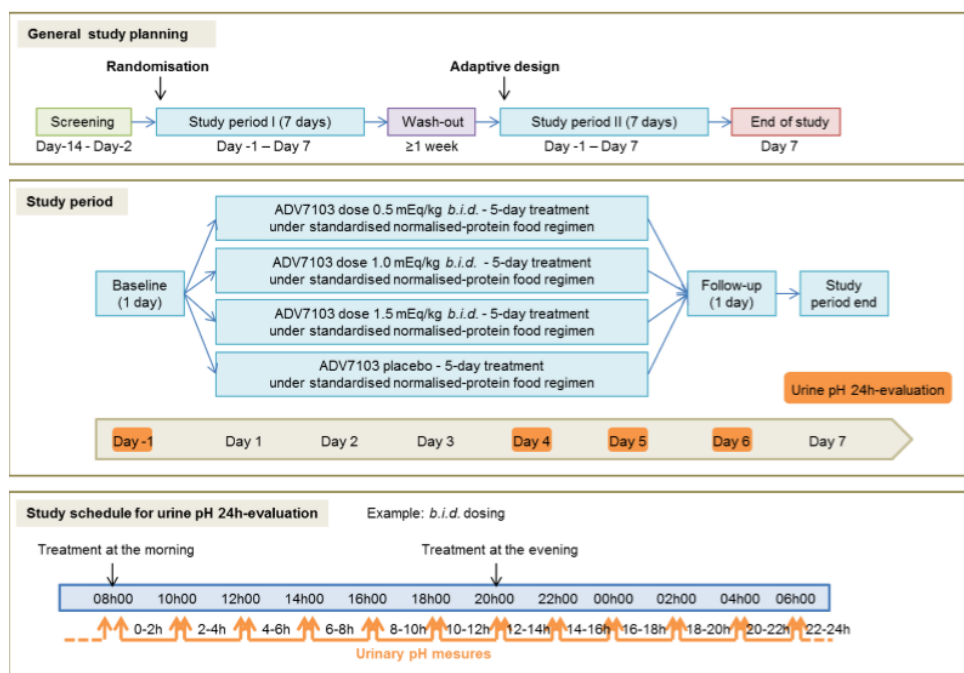 General study planning
Randomisation
Adaptive design
Screening
Study period I (7 days)
Wash-out
Study period II (7 days)
End of study
Day-14 - Day-2
Day -1 – Day 7
≥1 week
Day -1 – Day 7
Day 7
Study period
ADV7103 dose 0.5 mEq/kg b.i.d. - 5-day treatment
under standardised normalised-protein food regimen
ADV7103 dose 1.0 mEq/kg b.i.d. - 5-day treatment
under standardised normalised-protein food regimen
Baseline
(1 day)
Follow-up
(1 day)
Study
period end
ADV7103 dose 1.5 mEq/kg b.i.d. - 5-day treatment
under standardised normalised-protein food regimen
ADV7103 placebo - 5-day treatment
under standardised normalised-protein food regimen
Urine pH 24h-evaluation
Day -1
Day 1
Day 2
Day 3
Day 4
Day 5
Day 6
Day 7
Study schedule for urine pH 24h-evaluation
Example: b.i.d. dosing
Treatment at the morning
Treatment at the evening
08h00 10h00 12h00 14h00 16h00 18h00 20h00 22h00 00h00 02h00 04h00 06h00
0-2h 2-4h 4-6h 6-8h 8-10h 10-12h 12-14h 14-16h 16-18h 18-20h 20-22h 22-24h
Urinary pH mesures